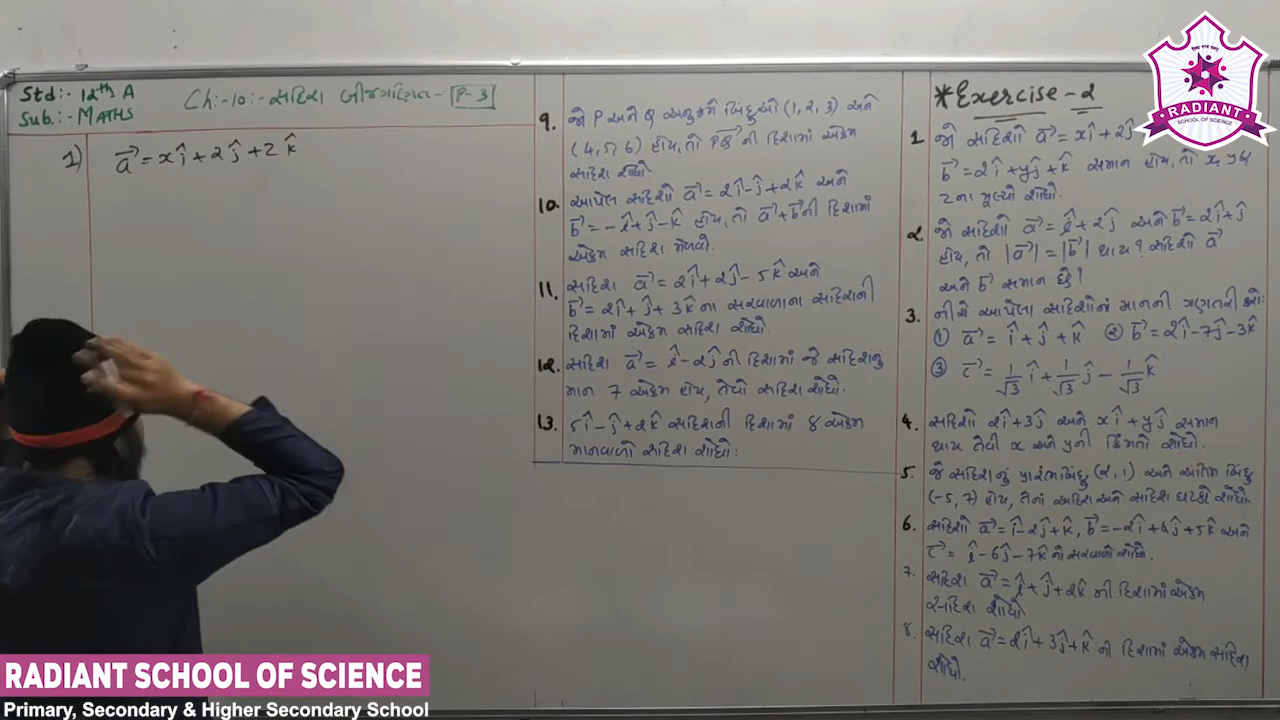 Std:- 12th A
Sub:- MATHS
Ch:-10:- સદિશ બીજગણિત- P-3
1) a⃗ = xî + 2ĵ + 2 k̂
9. જો P અને Q અનુક્રમે બિંદુઓ (1, 2, 3) અને
(4, 5, 6) હોય, તો PQ⃗ ની દિશામાં એકમ
સદિશ શોધો
10. આપેલ સદિશો a⃗ = 2î - ĵ + 2k̂ અને
b⃗ = -î + ĵ - k̂ હોય, તો a⃗ + b⃗ ની દિશામાં
એકમ સદિશ મેળવો.
11. સદિશ a⃗ = 2î + 2ĵ - 5k̂ અને
b⃗ = 2î + ĵ + 3k̂ ના સરવાળાના સદિશની
દિશામાં એકમ સદિશ શોધો.
12. સદિશ a⃗ = î - 2ĵ ની દિશામાં જે સદિશનું
માન 7 એકમ હોય, તેવો સદિશ શોધો.
13. 5î - ĵ + 2k̂ સદિશની દિશામાં 8 એકમ
માનવાળો સદિશ શોધો:
*Exercise-2
1 જો સદિશો a⃗ = xî + 2ĵ
b⃗ = 2î + yĵ + k̂ સમાન હોય, તો x, y
zના મૂલ્યો શોધો.
2. જો સદિશો a⃗ = î + 2ĵ અને b⃗ = 2î + ĵ
હોય, તો |a⃗| = |b⃗| થાય? સદિશો a⃗
અને b⃗ સમાન છે?
3. નીચે આપેલા સદિશોનાં માનની ગણતરી કરો:
① a⃗ = î + ĵ + k̂ ② b⃗ = 2î - 7ĵ - 3k̂
③ c⃗ = 1/√3 î + 1/√3 ĵ - 1/√3 k̂
4. સદિશો 2î + 3ĵ અને xî + yĵ સમાન
થાય તેવી x અને yની કિંમતો શોધો.
5. જે સદિશનું પ્રારંભબિંદુ (2, 1) અને અંતિમ બિંદુ
(-5, 7) હોય, તેનાં અદિશ અને સદિશ ઘટકો શોધો.
6. સદિશો a⃗ = î - 2ĵ + k̂, b⃗ = -2î + 4ĵ + 5k̂ અને
c⃗ = î - 6ĵ - 7k̂ નો સરવાળો શોધો.
7. સદિશ a⃗ = î + ĵ + 2k̂ ની દિશામાં એકમ
સદિશ શોધો
8. સદિશ a⃗ = 2î + 3ĵ + k̂ ની દિશામાં એકમ સદિશ
શોધો.
RADIANT
SCHOOL OF SCIENCE
RADIANT SCHOOL OF SCIENCE
Primary, Secondary & Higher Secondary School